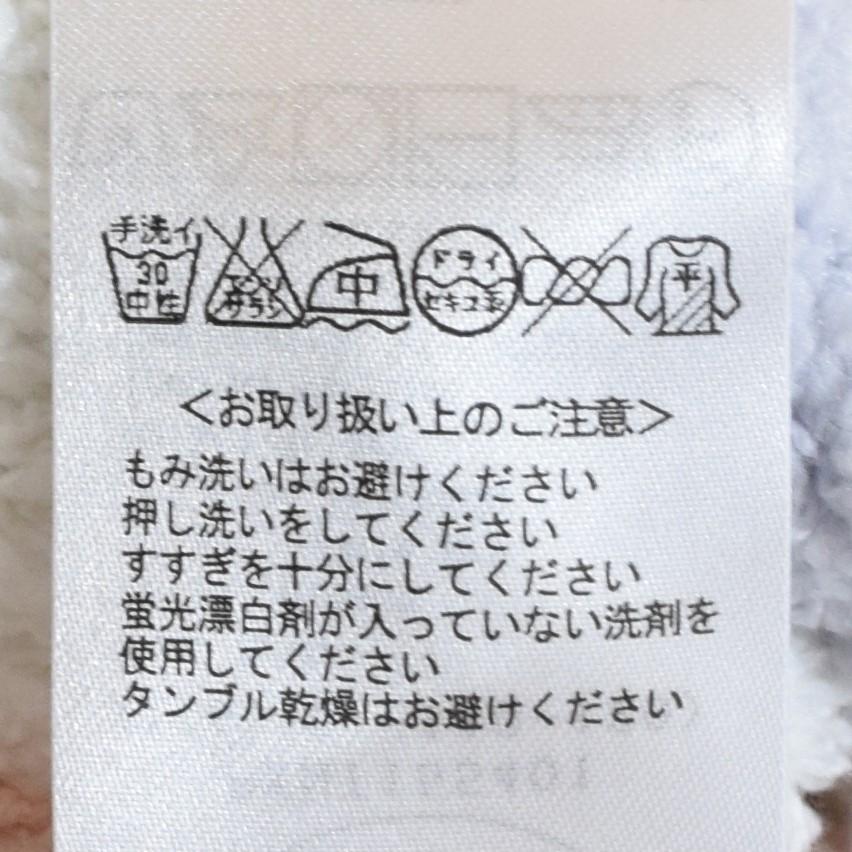 手洗イ
30
中性
エンソ
サラシ
中
ドライ
セキユ系
平
<お取り扱い上のご注意>
もみ洗いはお避けください
押し洗いをしてください
すすぎを十分にしてください
蛍光漂白剤が入っていない洗剤を
使用してください
タンブル乾燥はお避けください